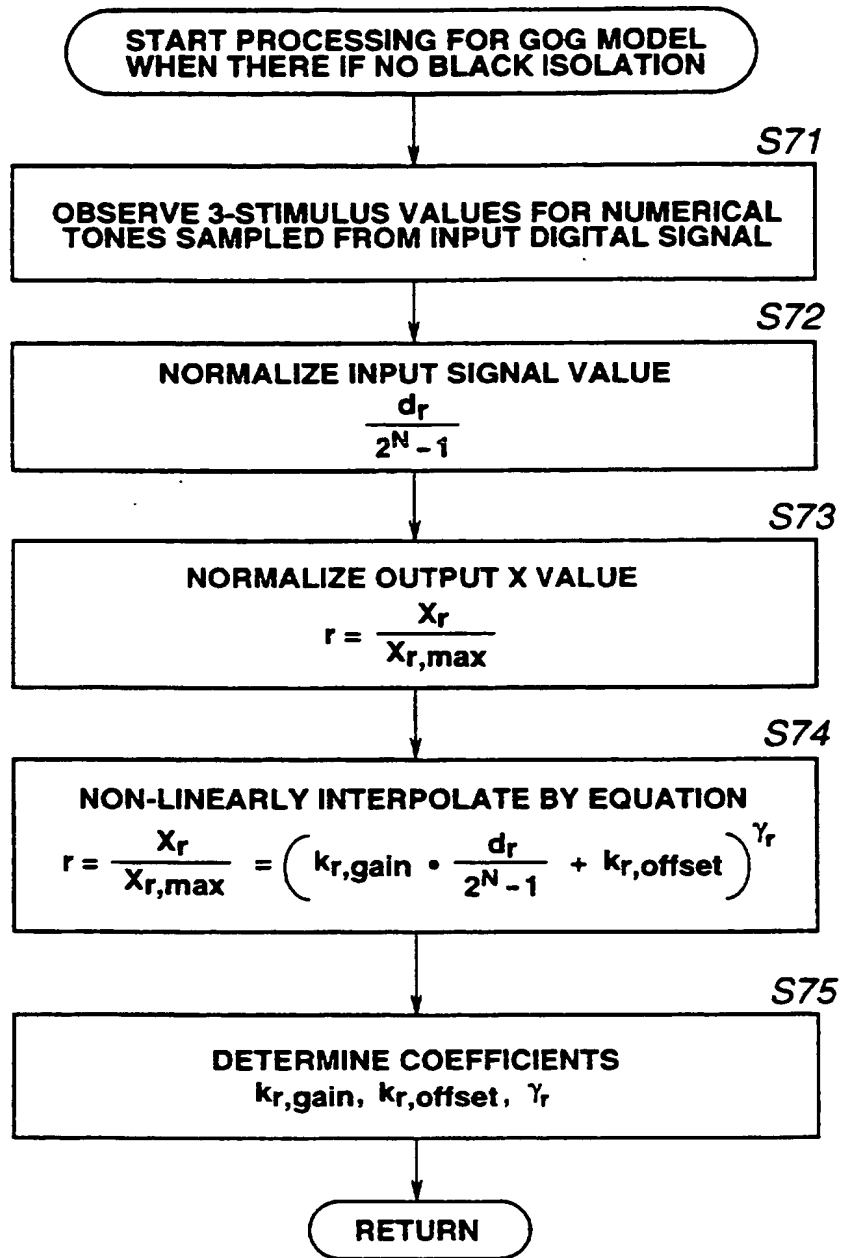 START PROCESSING FOR GOG MODEL
WHEN THERE IF NO BLACK ISOLATION
S71
OBSERVE 3-STIMULUS VALUES FOR NUMERICAL
TONES SAMPLED FROM INPUT DIGITAL SIGNAL
S72
NORMALIZE INPUT SIGNAL VALUE
dr / 2^N - 1
S73
NORMALIZE OUTPUT X VALUE
r = Xr / Xr,max
S74
NON-LINEARLY INTERPOLATE BY EQUATION
r = Xr / Xr,max = ( kr,gain • dr / 2^N - 1 + kr,offset )^γr
S75
DETERMINE COEFFICIENTS
kr,gain, kr,offset, γr
RETURN